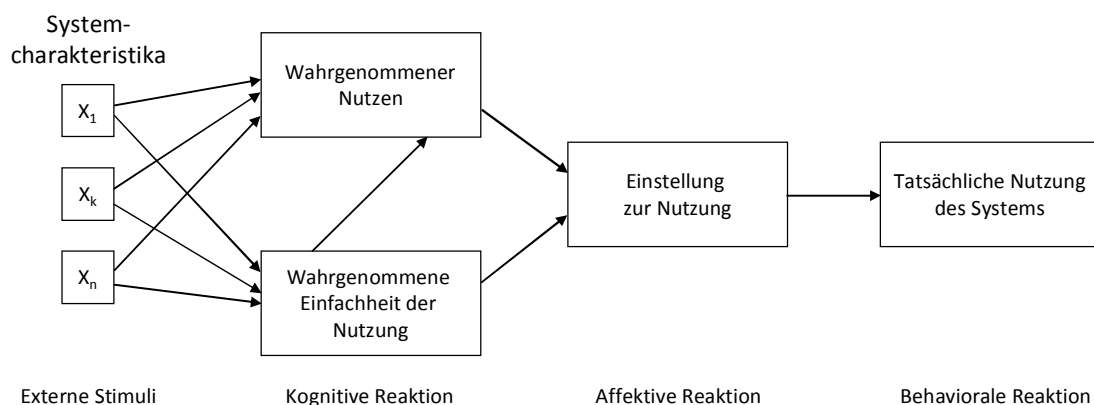 System-
charakteristika
X₁
Xₖ
Xₙ
Wahrgenommener
Nutzen
Wahrgenommene
Einfachheit der
Nutzung
Einstellung
zur Nutzung
Tatsächliche Nutzung
des Systems
Externe Stimuli
Kognitive Reaktion
Affektive Reaktion
Behaviorale Reaktion